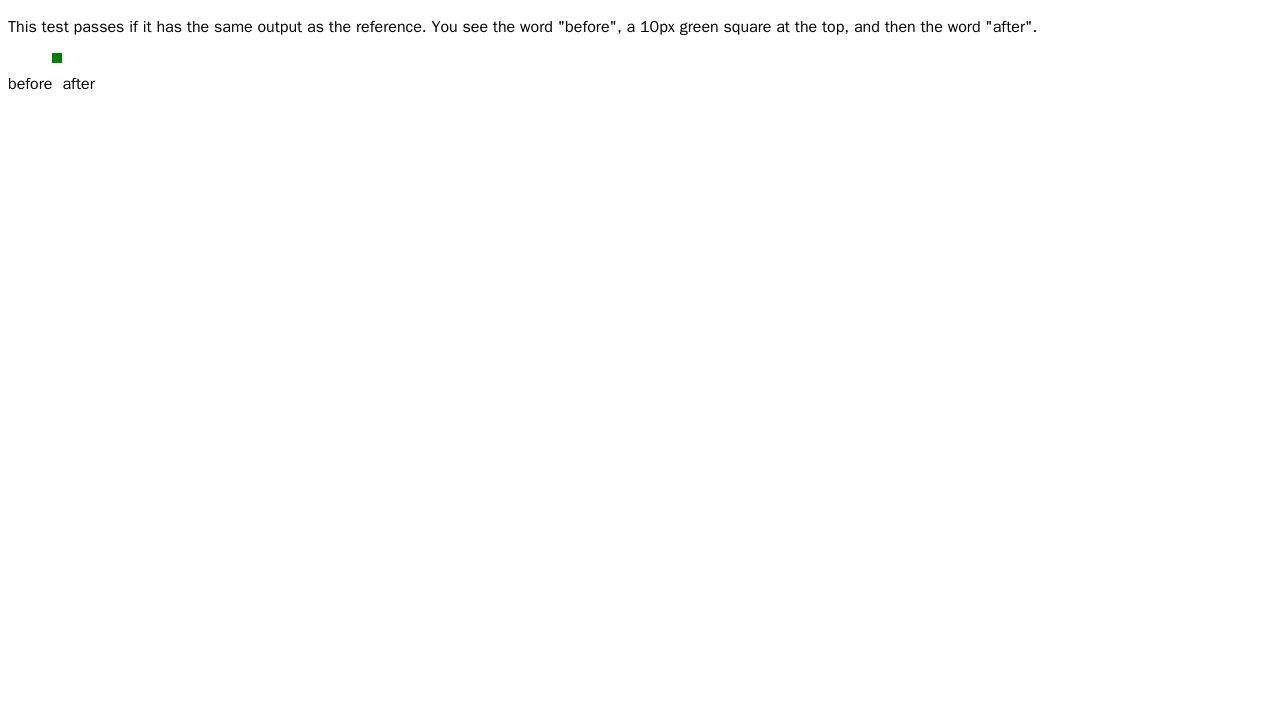 This test passes if it has the same output as the reference. You see the word "before", a 10px green square at the top, and then the word "after".
before after